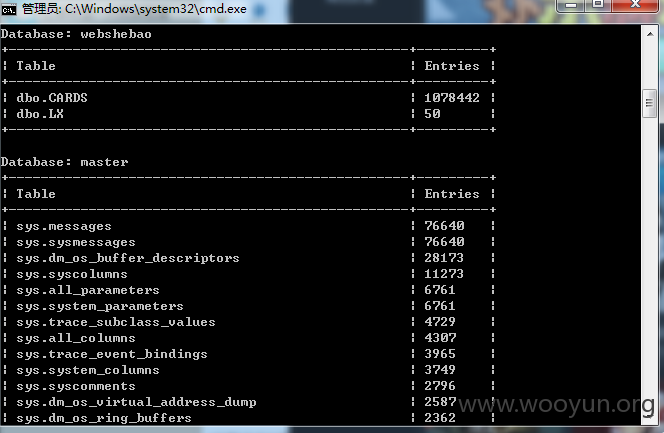 管理员: C:\Windows\system32\cmd.exe
Database: webshebao
+--------------------------------------------------+---------+
| Table | Entries |
+--------------------------------------------------+---------+
| dbo.CARDS | 1078442 |
| dbo.LX | 50 |
+--------------------------------------------------+---------+
Database: master
+--------------------------------------------------+---------+
| Table | Entries |
+--------------------------------------------------+---------+
| sys.messages | 76640 |
| sys.sysmessages | 76640 |
| sys.dm_os_buffer_descriptors | 28173 |
| sys.syscolumns | 11273 |
| sys.all_parameters | 6761 |
| sys.system_parameters | 6761 |
| sys.trace_subclass_values | 4729 |
| sys.all_columns | 4307 |
| sys.trace_event_bindings | 3965 |
| sys.system_columns | 3749 |
| sys.syscomments | 2796 |
| sys.dm_os_virtual_address_dump | 2587 |
| sys.dm_os_ring_buffers | 2362 |
www.wooyun.org